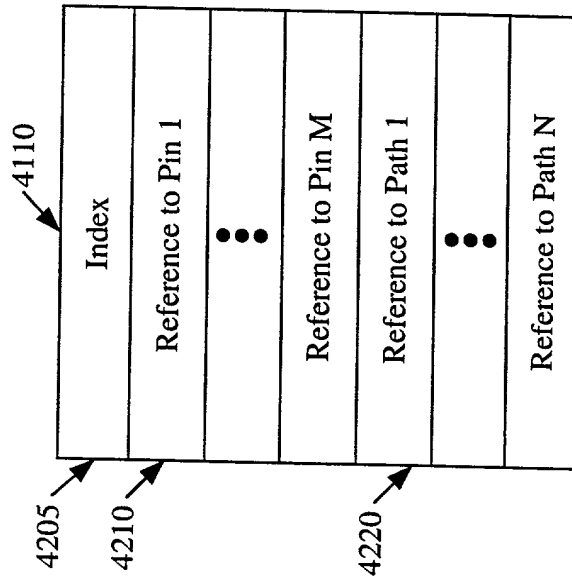 4110
4205
Index
4210
Reference to Pin 1
●●●
Reference to Pin M
4220
Reference to Path 1
●●●
Reference to Path N